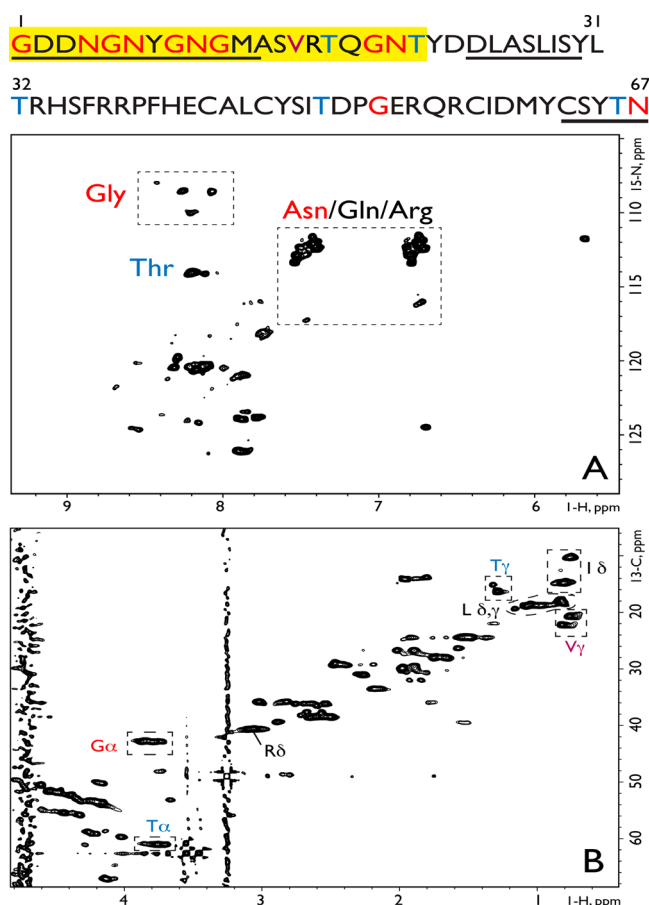 1 31
GDDNGNYGNGMASVRTQGNTYDDLASLISYL
32 67
TRHSFRRPFHECALCYSITDPGERQRCIDMYCSYTN
Gly
Asn/Gln/Arg
Thr
15-N, ppm
110
115
120
125
A
9 8 7 6 1-H, ppm
13-C, ppm
20
30
40
50
60
Tγ
I δ
L δ,γ
Vγ
Gα
Rδ
Tα
B
4 3 2 1 1-H, ppm